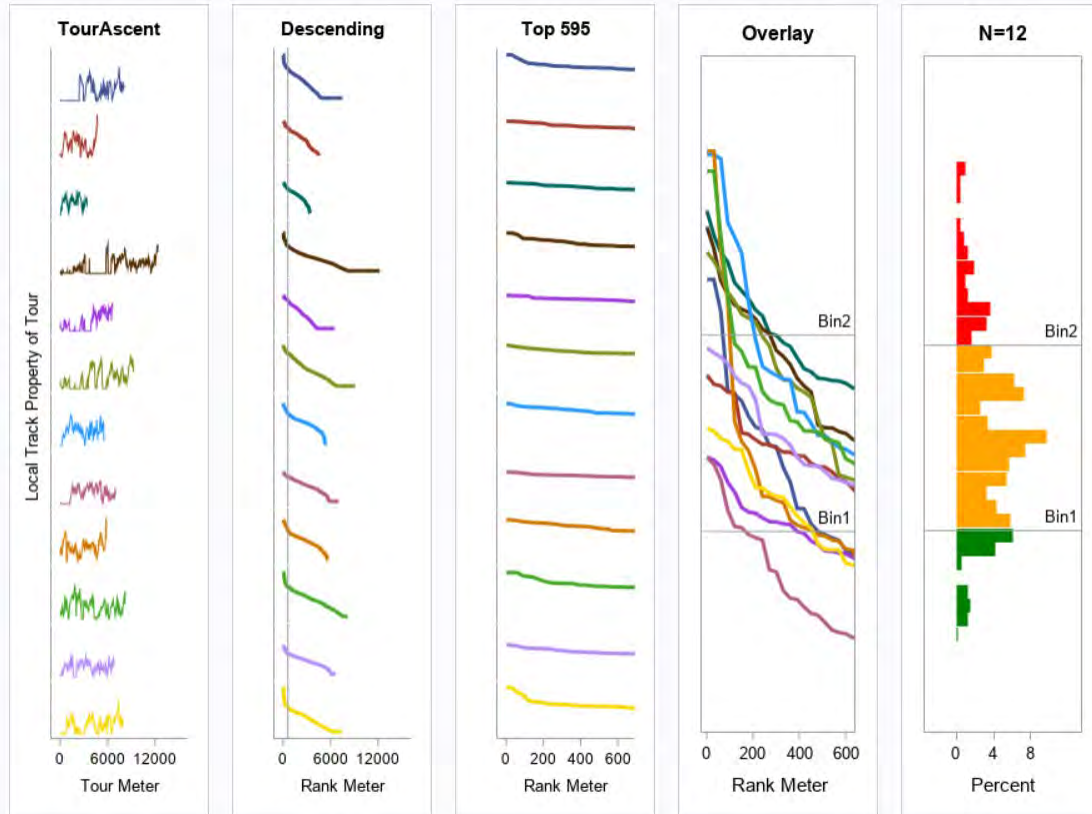 TourAscent
Descending
Top 595
Overlay
N=12
Local Track Property of Tour
Bin2
Bin1
Bin2
Bin1
0 6000 12000
0 6000 12000
0 200 400 600
0 200 400 600
0 4 8
Tour Meter
Rank Meter
Rank Meter
Rank Meter
Percent